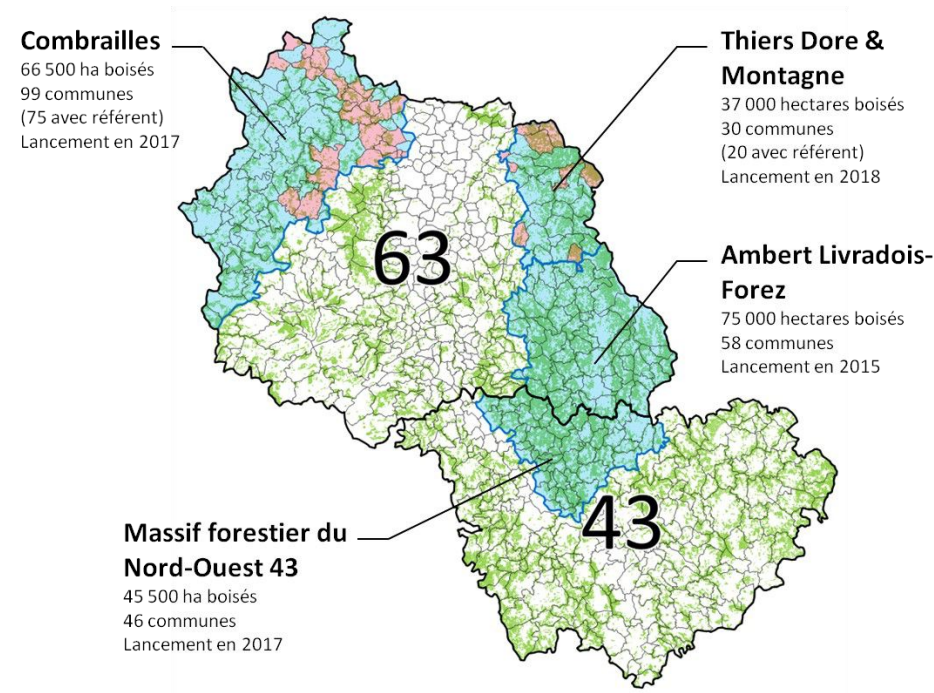 Combrailles
66 500 ha boisés
99 communes
(75 avec référent)
Lancement en 2017
Thiers Dore &
Montagne
37 000 hectares boisés
30 communes
(20 avec référent)
Lancement en 2018
63
Ambert Livradois-
Forez
75 000 hectares boisés
58 communes
Lancement en 2015
43
Massif forestier du
Nord-Ouest 43
45 500 ha boisés
46 communes
Lancement en 2017